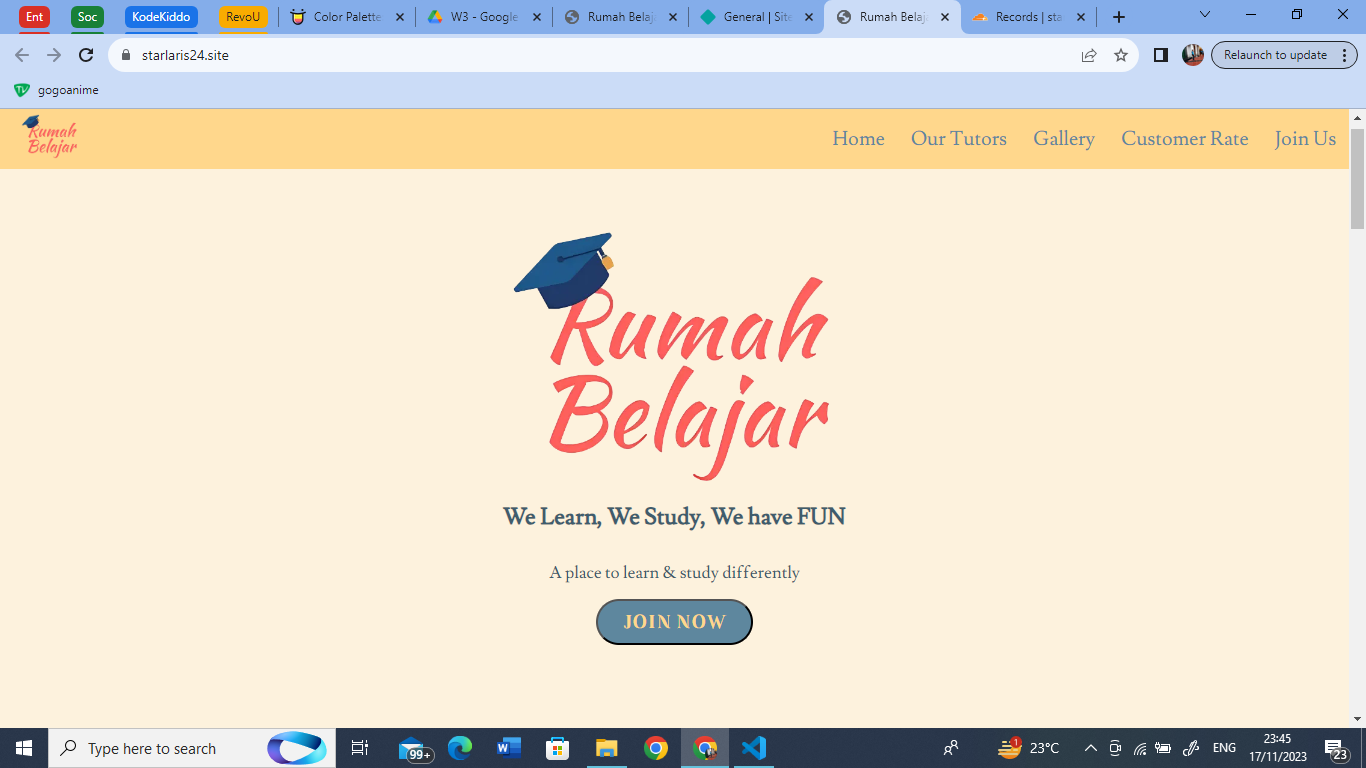 Ent
Soc
KodeKiddo
RevoU
Color Palette
W3 - Google
Rumah Belaja
General | Site
Rumah Belaja
Records | sta
starlaris24.site
Relaunch to update
gogoanime
Rumah
Belajar
Home
Our Tutors
Gallery
Customer Rate
Join Us
Rumah
Belajar
We Learn, We Study, We have FUN
A place to learn & study differently
JOIN NOW
Type here to search
99+
1
23°C
ENG
23:45
17/11/2023
23